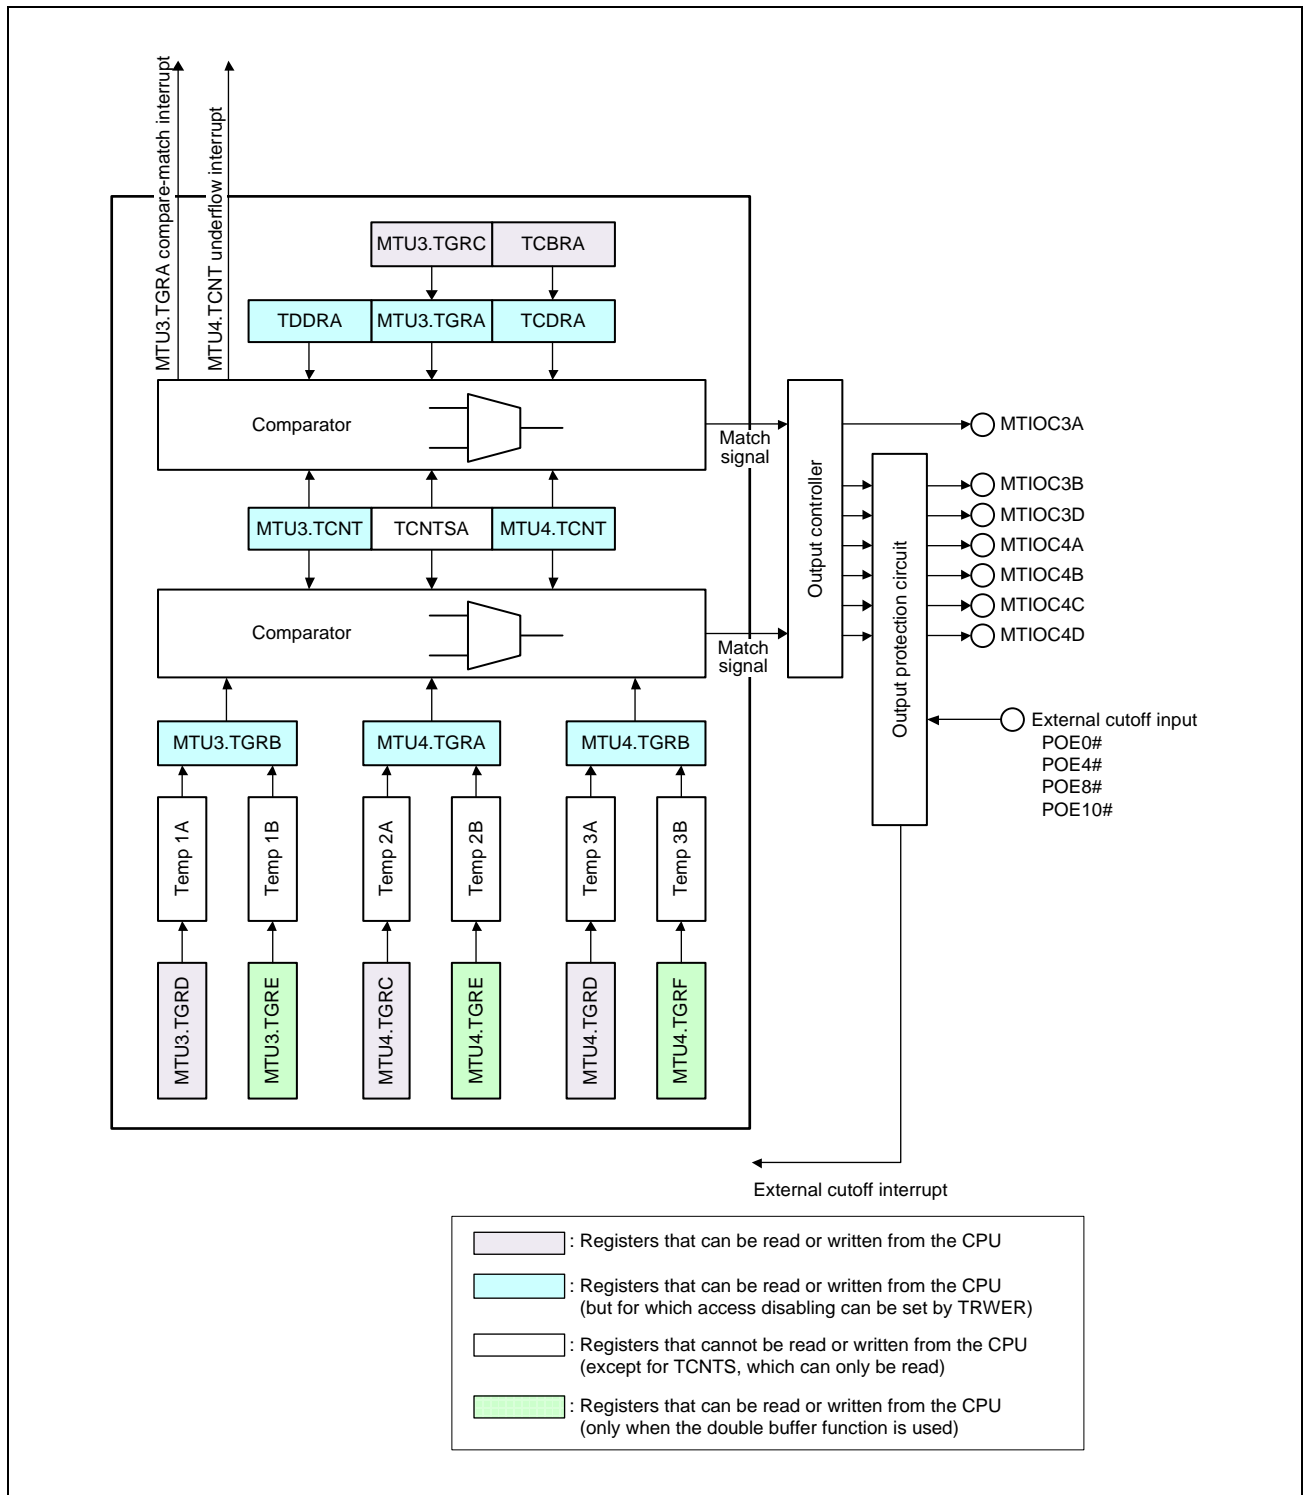 MTU3.TGRA compare-match interrupt
MTU4.TCNT underflow interrupt
MTU3.TGRC
TCBRA
TDDRA
MTU3.TGRA
TCDRA
Comparator
Match
signal
MTU3.TCNT
TCNTSA
MTU4.TCNT
Comparator
Match
signal
MTU3.TGRB
MTU4.TGRA
MTU4.TGRB
Temp 1A
Temp 1B
Temp 2A
Temp 2B
Temp 3A
Temp 3B
MTU3.TGRD
MTU3.TGRE
MTU4.TGRC
MTU4.TGRE
MTU4.TGRD
MTU4.TGRF
Output controller
Output protection circuit
MTIOC3A
MTIOC3B
MTIOC3D
MTIOC4A
MTIOC4B
MTIOC4C
MTIOC4D
External cutoff input
POE0#
POE4#
POE8#
POE10#
External cutoff interrupt
: Registers that can be read or written from the CPU
: Registers that can be read or written from the CPU
(but for which access disabling can be set by TRWER)
: Registers that cannot be read or written from the CPU
(except for TCNTS, which can only be read)
: Registers that can be read or written from the CPU
(only when the double buffer function is used)